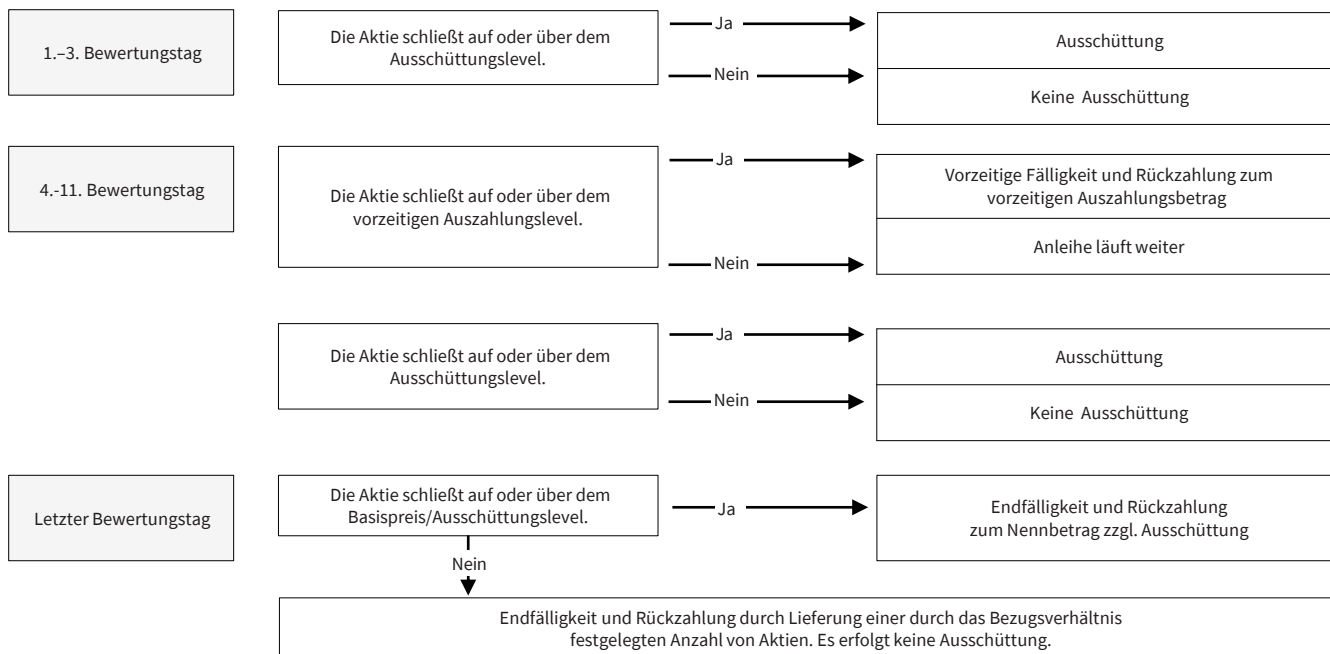 1.–3. Bewertungstag
Die Aktie schließt auf oder über dem
Ausschüttungslevel.
Ja
Nein
Ausschüttung
Keine Ausschüttung
4.-11. Bewertungstag
Die Aktie schließt auf oder über dem
vorzeitigen Auszahlungslevel.
Ja
Nein
Vorzeitige Fälligkeit und Rückzahlung zum
vorzeitigen Auszahlungsbetrag
Anleihe läuft weiter
Die Aktie schließt auf oder über dem
Ausschüttungslevel.
Ja
Nein
Ausschüttung
Keine Ausschüttung
Letzter Bewertungstag
Die Aktie schließt auf oder über dem
Basispreis/Ausschüttungslevel.
Ja
Endfälligkeit und Rückzahlung
zum Nennbetrag zzgl. Ausschüttung
Nein
Endfälligkeit und Rückzahlung durch Lieferung einer durch das Bezugsverhältnis
festgelegten Anzahl von Aktien. Es erfolgt keine Ausschüttung.